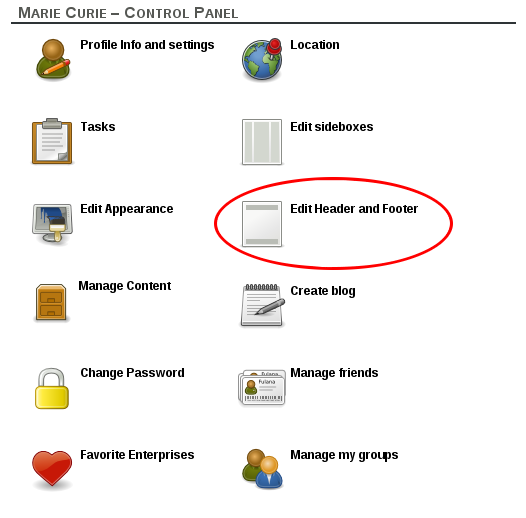 MARIE CURIE – CONTROL PANEL
Profile Info and settings
Location
Tasks
Edit sideboxes
Edit Appearance
Edit Header and Footer
Manage Content
Create blog
Change Password
Fulana
Fulano
Manage friends
Favorite Enterprises
Manage my groups